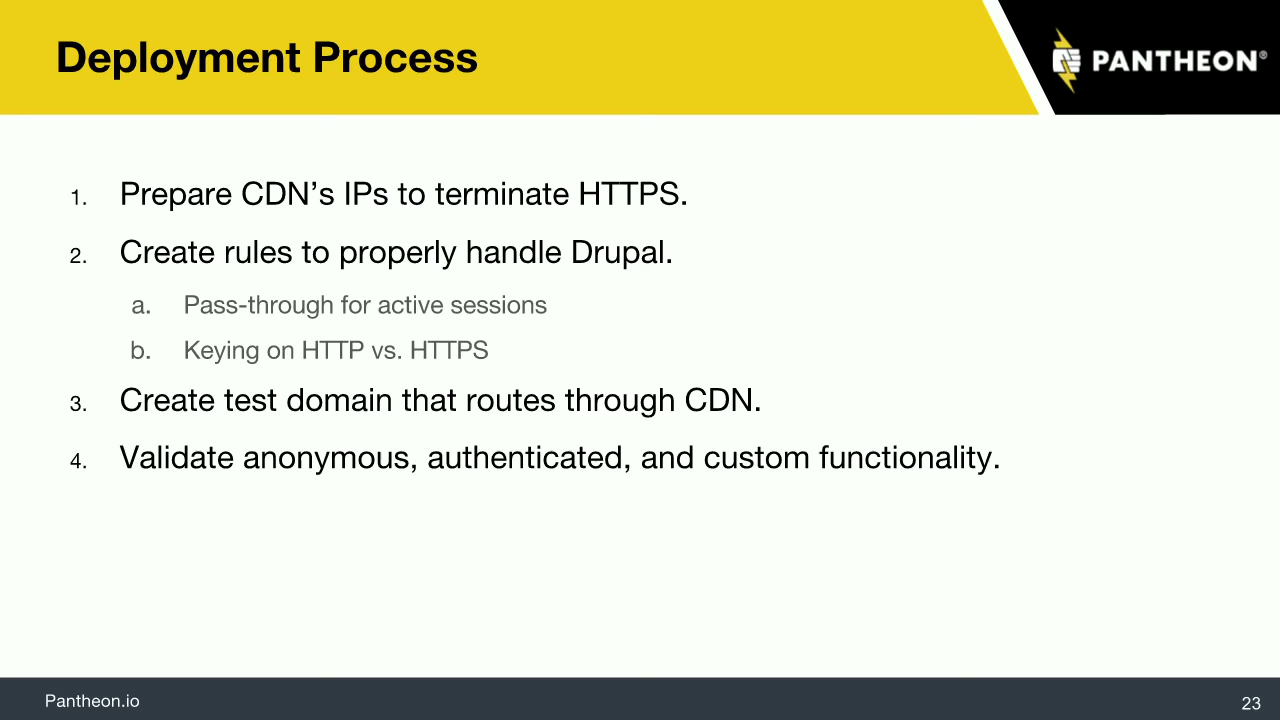 Deployment Process
PANTHEON®
1. Prepare CDN’s IPs to terminate HTTPS.
2. Create rules to properly handle Drupal.
a. Pass-through for active sessions
b. Keying on HTTP vs. HTTPS
3. Create test domain that routes through CDN.
4. Validate anonymous, authenticated, and custom functionality.
Pantheon.io
23